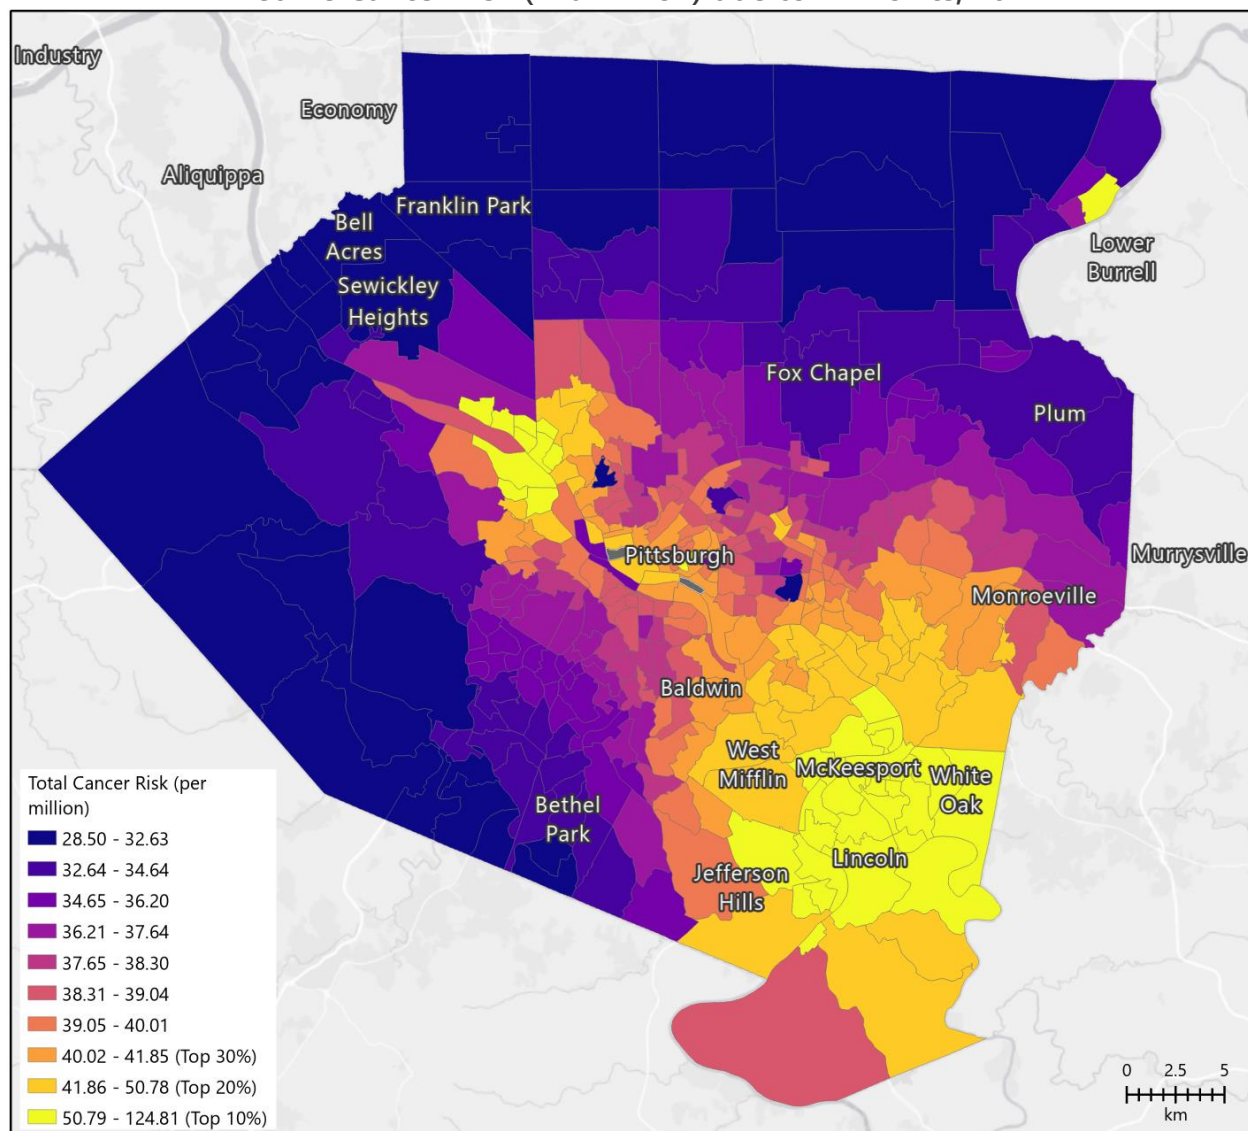 Industry
Economy
Aliquippa
Franklin Park
Bell
Acres
Sewickley
Heights
Lower
Burrell
Fox Chapel
Plum
Pittsburgh
Murrysville
Monroeville
Baldwin
West
Mifflin
McKeesport
White
Oak
Bethel
Park
Lincoln
Jefferson
Hills
Total Cancer Risk (per
million)
28.50 - 32.63
32.64 - 34.64
34.65 - 36.20
36.21 - 37.64
37.65 - 38.30
38.31 - 39.04
39.05 - 40.01
40.02 - 41.85 (Top 30%)
41.86 - 50.78 (Top 20%)
50.79 - 124.81 (Top 10%)
0 2.5 5
km